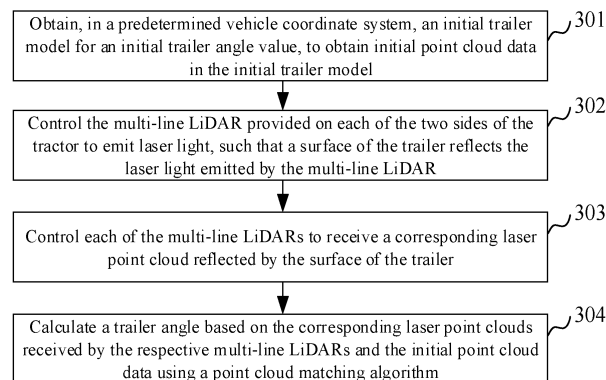 Obtain, in a predetermined vehicle coordinate system, an initial trailer
model for an initial trailer angle value, to obtain initial point cloud data
in the initial trailer model
301
Control the multi-line LiDAR provided on each of the two sides of the
tractor to emit laser light, such that a surface of the trailer reflects the
laser light emitted by the multi-line LiDAR
302
Control each of the multi-line LiDARs to receive a corresponding laser
point cloud reflected by the surface of the trailer
303
Calculate a trailer angle based on the corresponding laser point clouds
received by the respective multi-line LiDARs and the initial point cloud
data using a point cloud matching algorithm
304